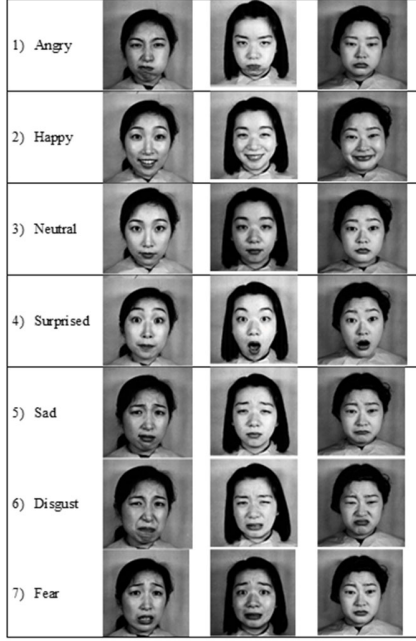 1) Angry
2) Happy
3) Neutral
4) Surprised
5) Sad
6) Disgust
7) Fear